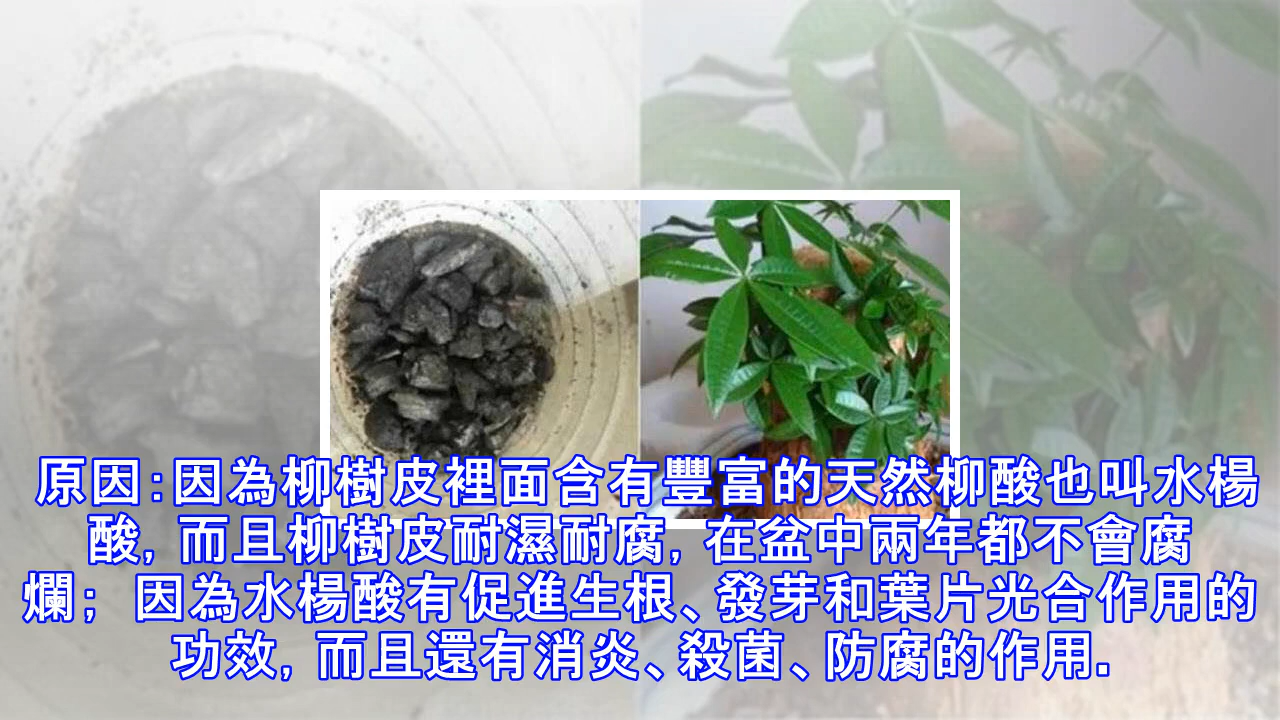 原因:因為柳樹皮裡面含有豐富的天然柳酸也叫水楊
酸, 而且柳樹皮耐濕耐腐, 在盆中兩年都不會腐
爛; 因為水楊酸有促進生根、發芽和葉片光合作用的
功效, 而且還有消炎、殺菌、防腐的作用.